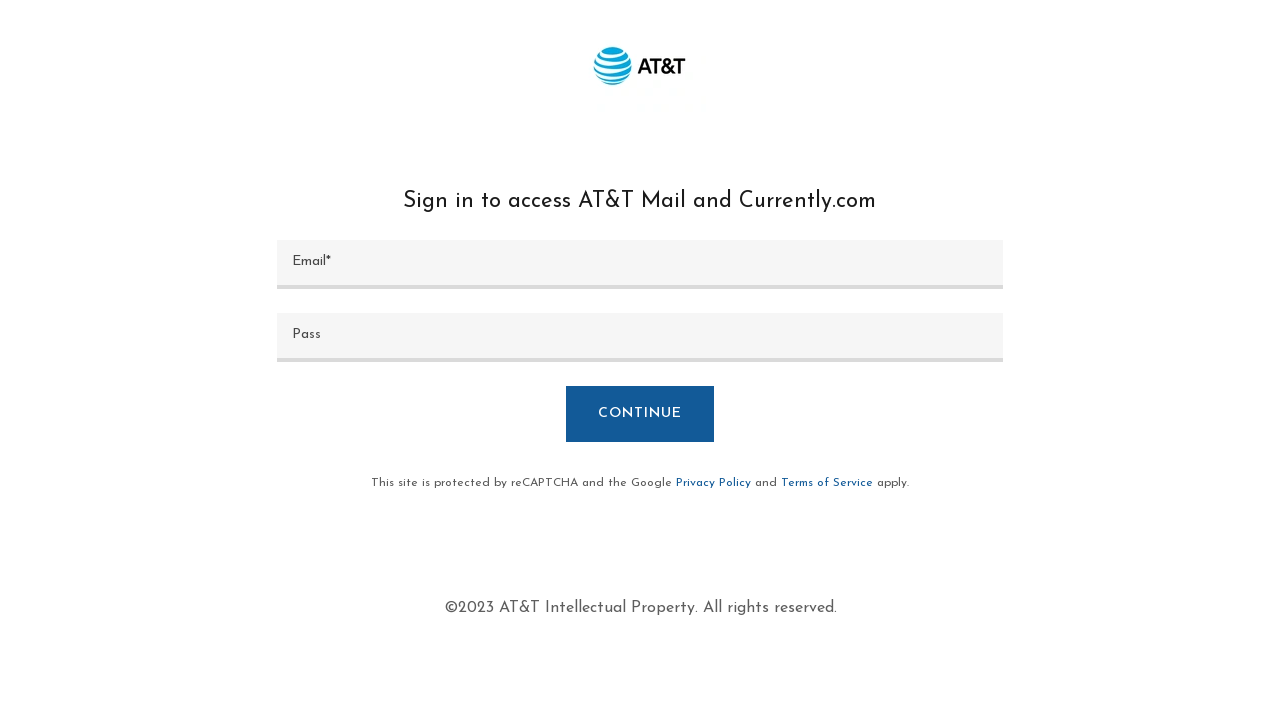 AT&T
Sign in to access AT&T Mail and Currently.com
Email*
Pass
CONTINUE
This site is protected by reCAPTCHA and the Google Privacy Policy and Terms of Service apply.
©2023 AT&T Intellectual Property. All rights reserved.